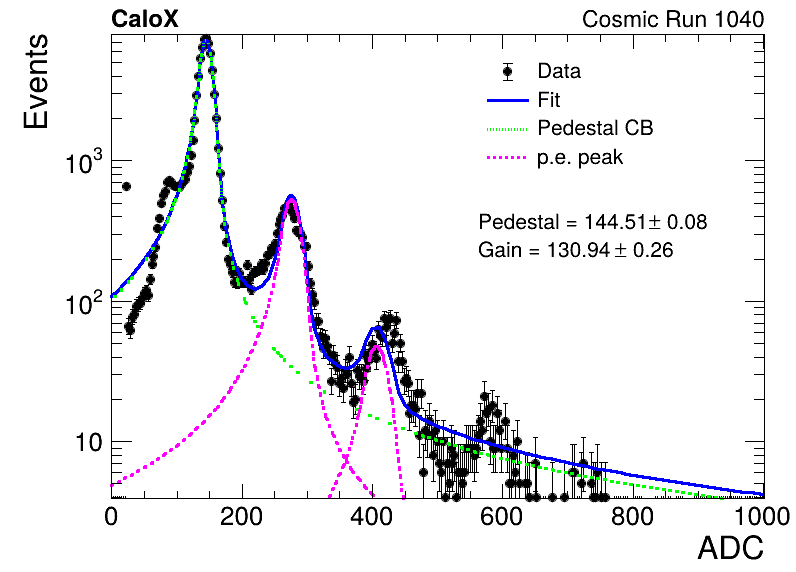 CaloX Cosmic Run 1040
Events
Data
Fit
Pedestal CB
p.e. peak
Pedestal = 144.51± 0.08
Gain = 130.94 ± 0.26
10³
10²
10
0 200 400 600 800 1000
ADC